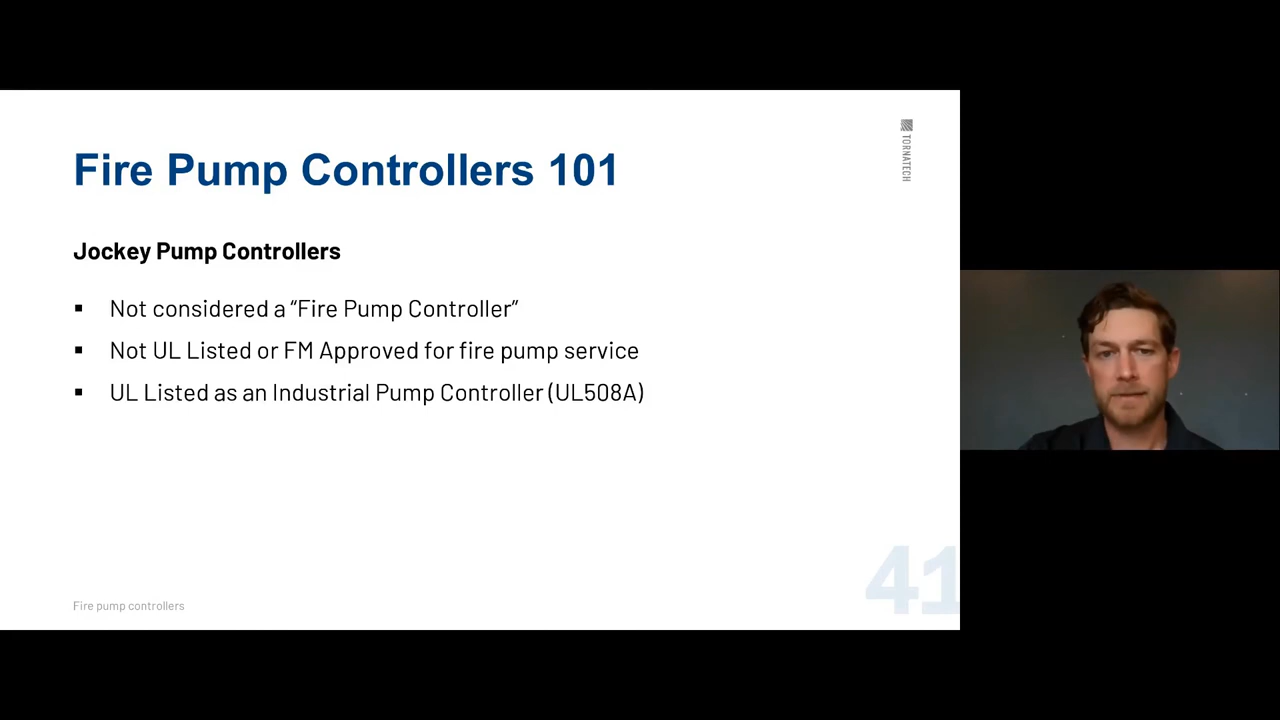 TORNATECH
Fire Pump Controllers 101
Jockey Pump Controllers
▪ Not considered a “Fire Pump Controller”
▪ Not UL Listed or FM Approved for fire pump service
▪ UL Listed as an Industrial Pump Controller (UL508A)
41
Fire pump controllers